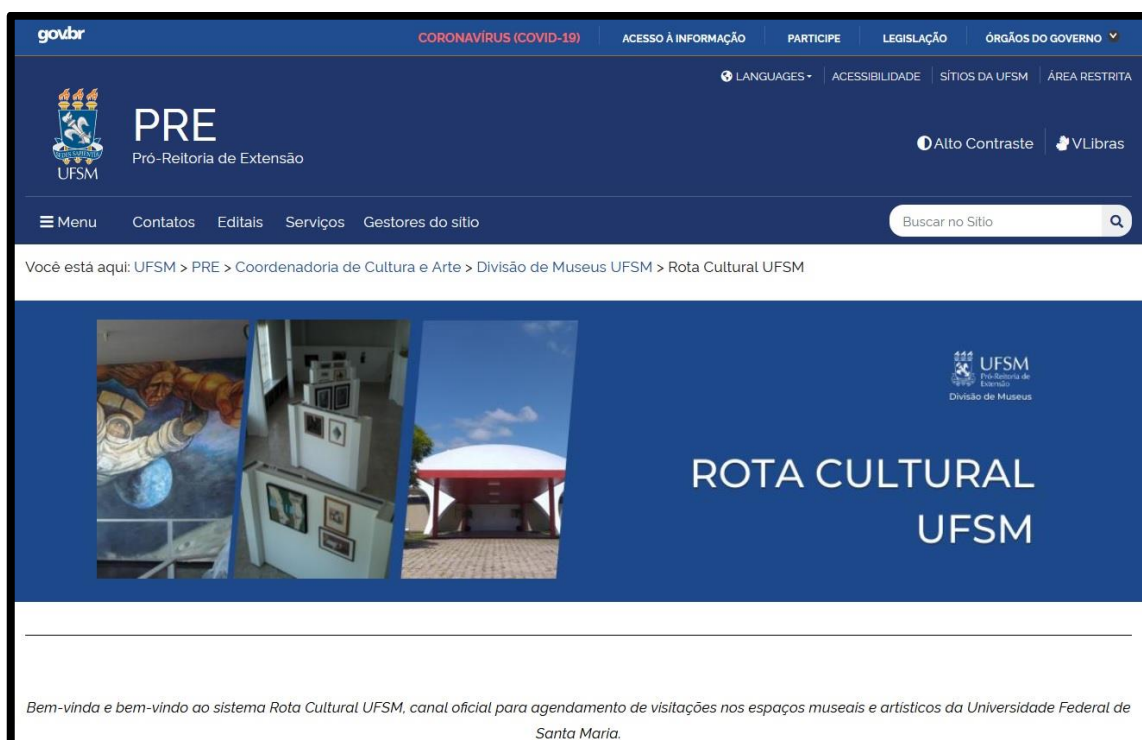 gov.br
CORONAVÍRUS (COVID-19) ACESSO À INFORMAÇÃO PARTICIPE LEGISLAÇÃO ÓRGÃOS DO GOVERNO
LANGUAGES ACESSIBILIDADE SÍTIOS DA UFSM ÁREA RESTRITA
PRE
Pró-Reitoria de Extensão
UFSM
Alto Contraste VLibras
Menu Contatos Editais Serviços Gestores do sítio Buscar no Sítio
Você está aqui: UFSM > PRE > Coordenadoria de Cultura e Arte > Divisão de Museus UFSM > Rota Cultural UFSM
UFSM
Pró-Reitoria de
Extensão
Divisão de Museus
ROTA CULTURAL
UFSM
Bem-vinda e bem-vindo ao sistema Rota Cultural UFSM, canal oficial para agendamento de visitações nos espaços museais e artísticos da Universidade Federal de
Santa Maria.